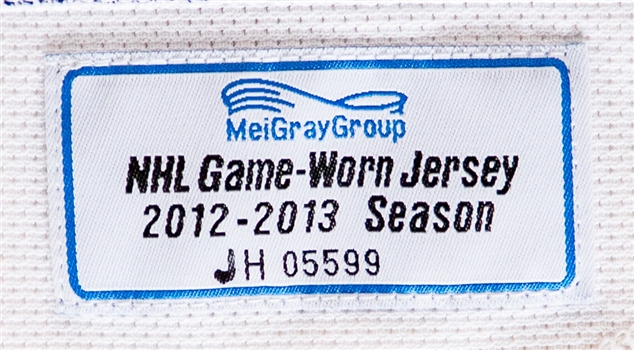 MeiGrayGroup
NHL Game-Worn Jersey
2012-2013 Season
JH 05599